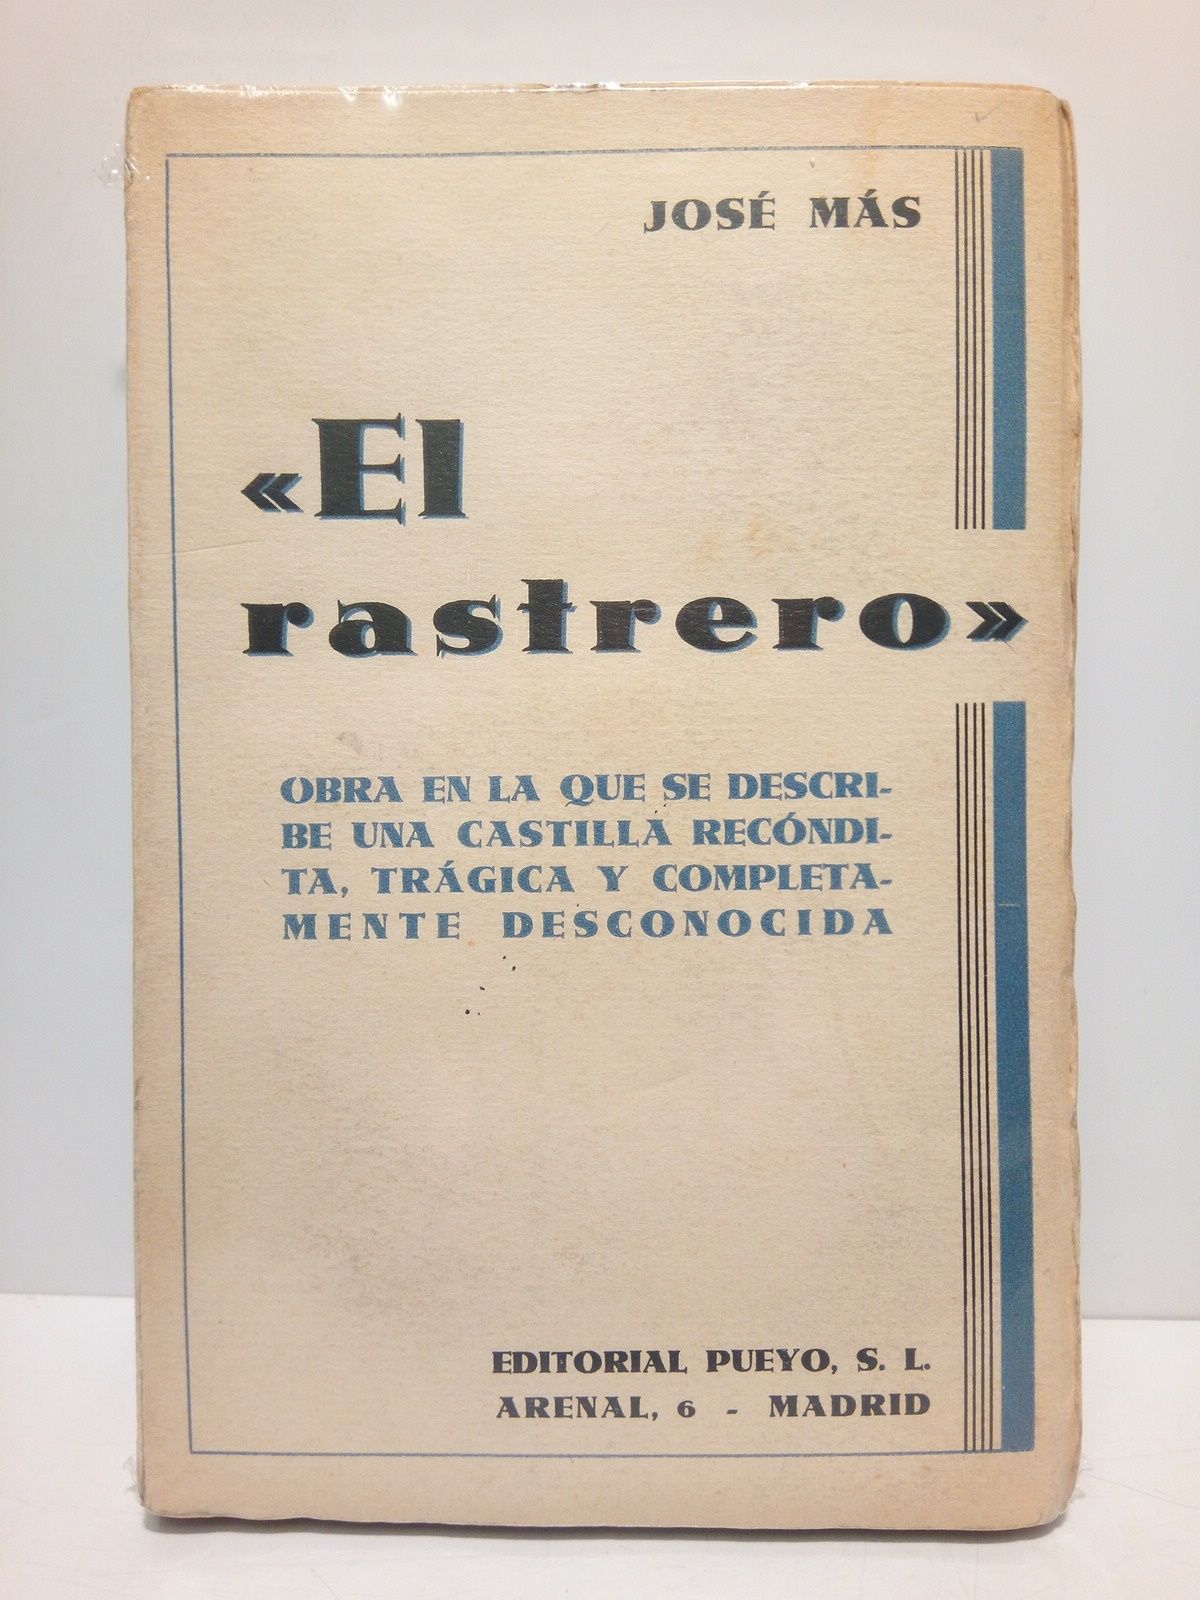 JOSÉ MÁS
«El
rastrero»
OBRA EN LA QUE SE DESCRI-
BE UNA CASTILLA RECÓNDI-
TA, TRÁGICA Y COMPLETA-
MENTE DESCONOCIDA
EDITORIAL PUEYO, S. L.
ARENAL, 6 - MADRID